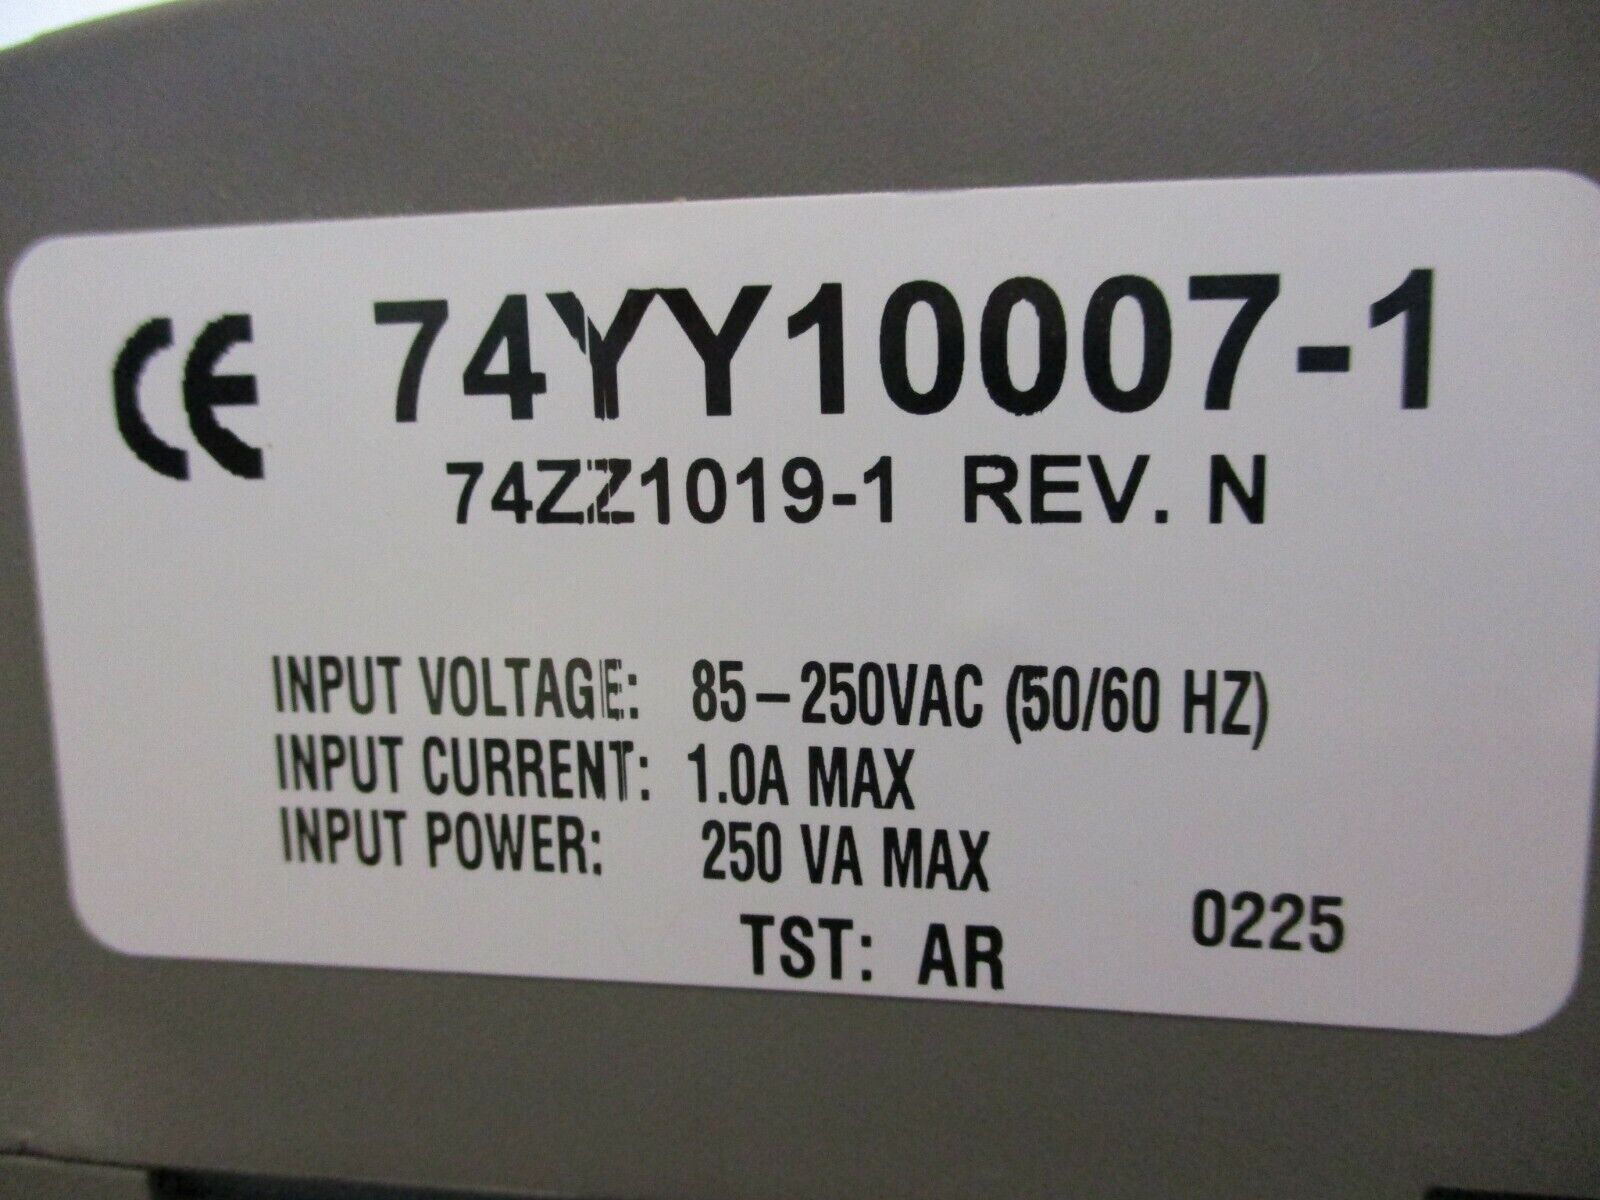 CE 74YY10007-1
74ZZ1019-1 REV. N
INPUT VOLTAGE: 85-250VAC (50/60 HZ)
INPUT CURRENT: 1.0A MAX
INPUT POWER: 250 VA MAX
TST: AR 0225